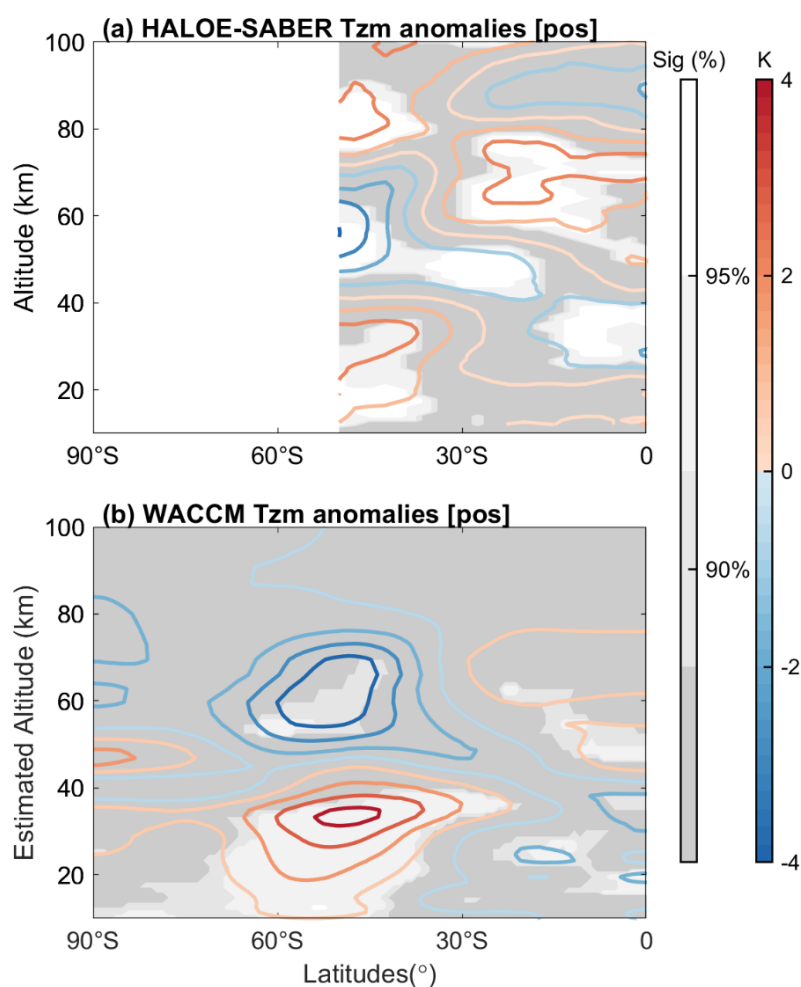 (a) HALOE-SABER Tzm anomalies [pos]
Sig (%)
K
100
80
60
40
20
Altitude (km)
90°S
60°S
30°S
0
95%
90%
4
2
0
-2
-4
(b) WACCM Tzm anomalies [pos]
100
80
60
40
20
Estimated Altitude (km)
90°S
60°S
30°S
0
Latitudes(°)